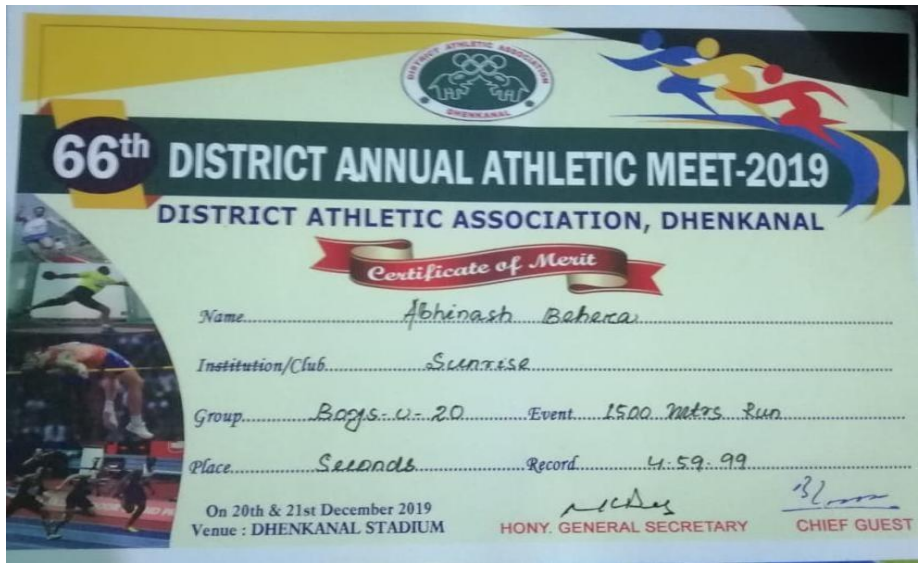 DISTRICT ATHLETIC ASSOCIATION
DHENKANAL
66th DISTRICT ANNUAL ATHLETIC MEET-2019
DISTRICT ATHLETIC ASSOCIATION, DHENKANAL
Certificate of Merit
Name Abhinash Behera
Institution/Club Sunrise
Group Boys-U-20 Event 1500 Mtrs Run
Place Seconds Record 4-59-99
On 20th & 21st December 2019
Venue : DHENKANAL STADIUM
HONY. GENERAL SECRETARY CHIEF GUEST